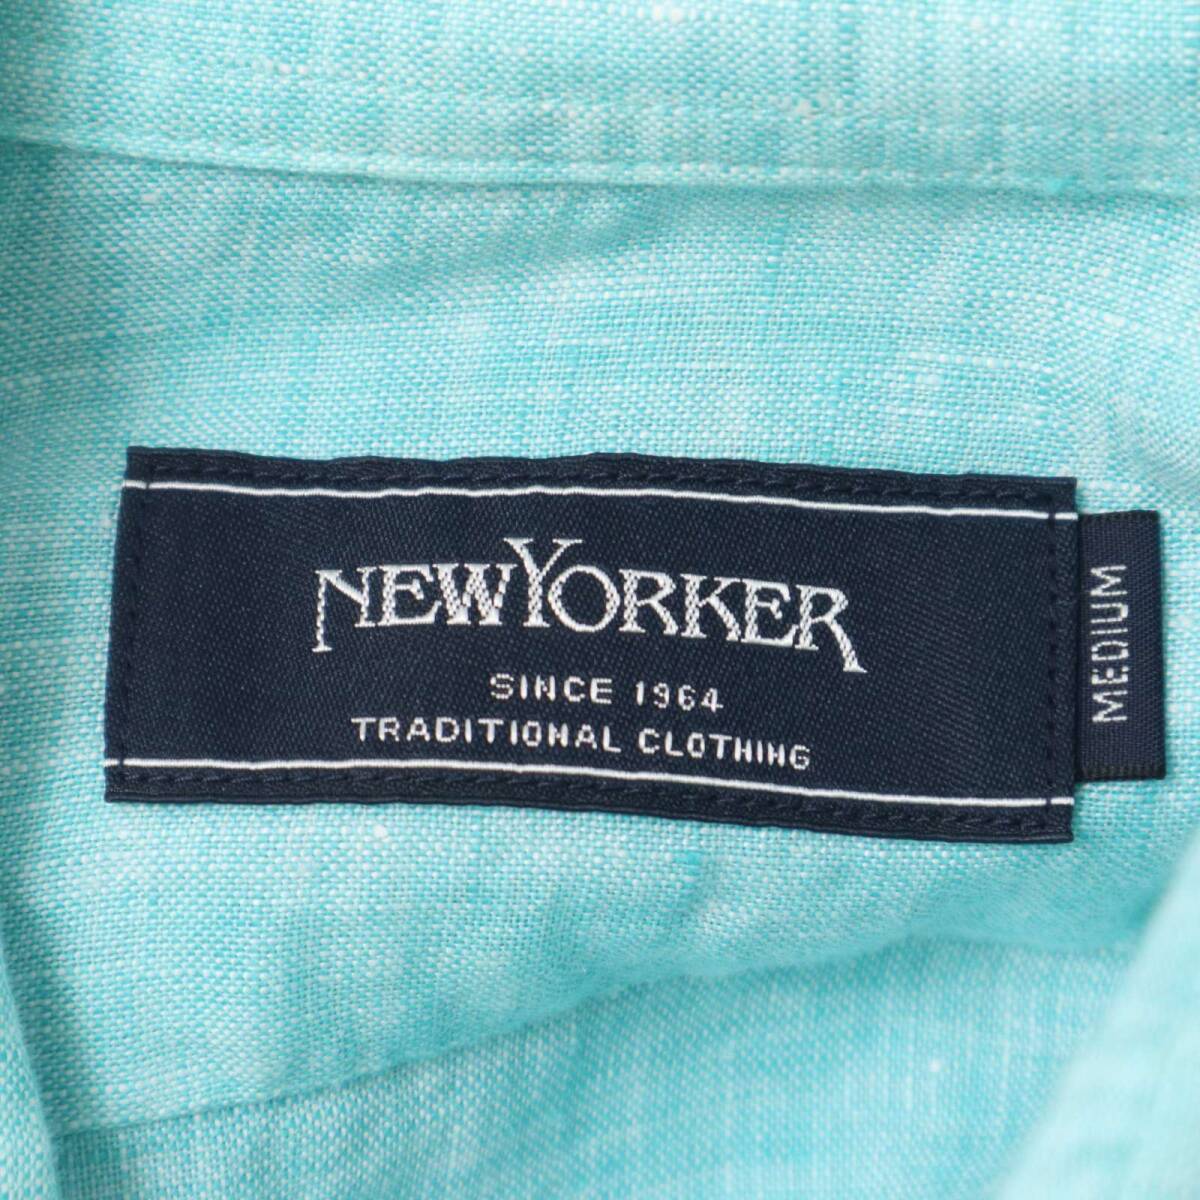 NEWYORKER
SINCE 1964
TRADITIONAL CLOTHING
MEDIUM